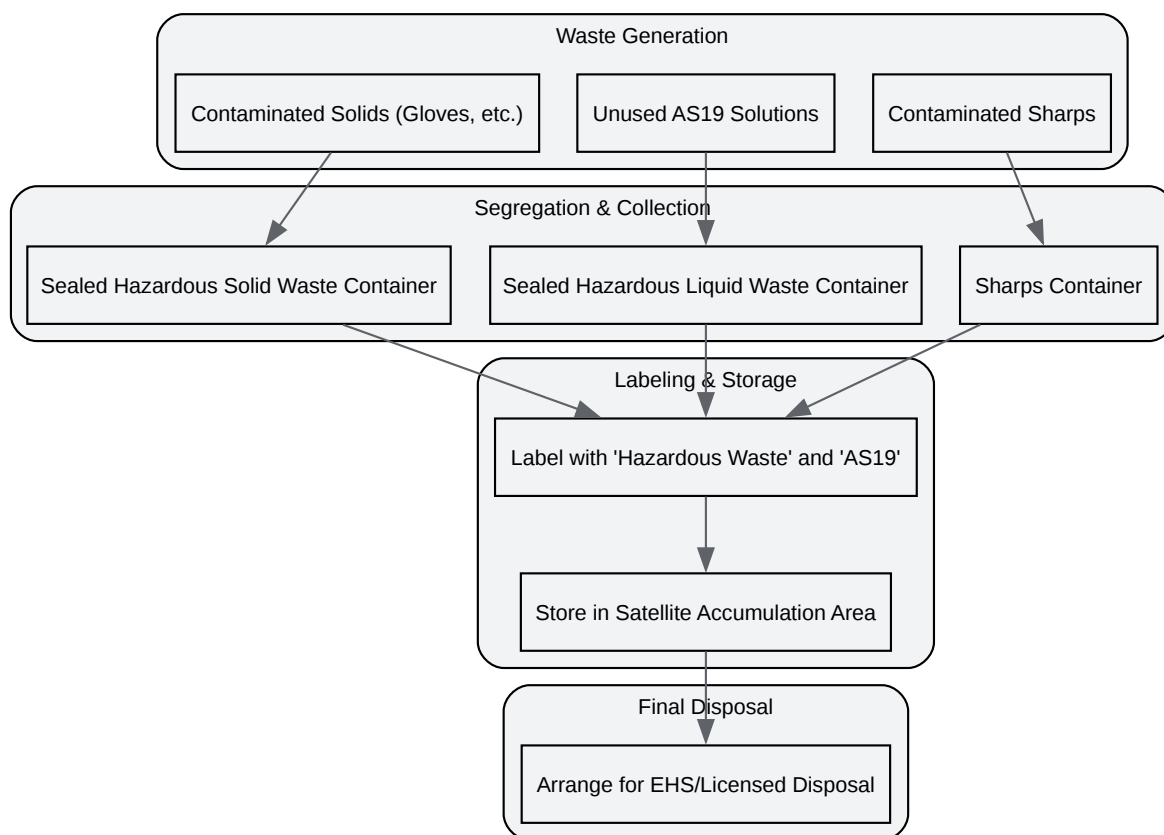 Waste Generation
Contaminated Solids (Gloves, etc.)
Unused AS19 Solutions
Contaminated Sharps
Segregation & Collection
Sealed Hazardous Solid Waste Container
Sealed Hazardous Liquid Waste Container
Sharps Container
Labeling & Storage
Label with 'Hazardous Waste' and 'AS19'
Store in Satellite Accumulation Area
Final Disposal
Arrange for EHS/Licensed Disposal